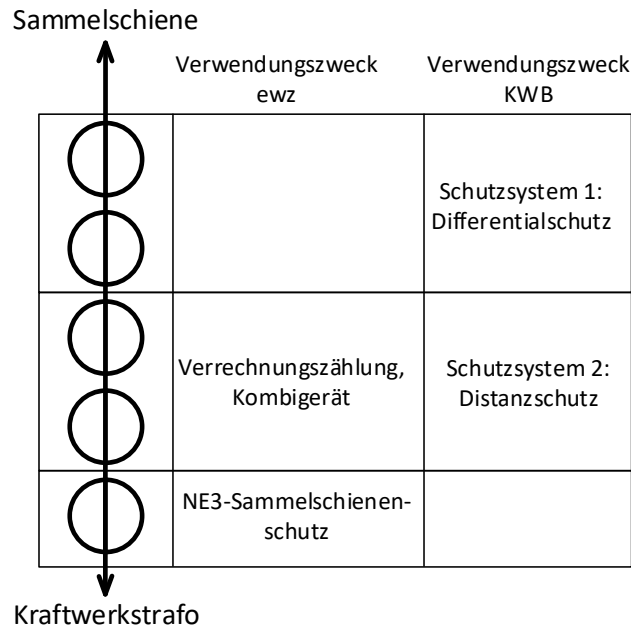 Sammelschiene
Verwendungszweck
ewz
Verwendungszweck
KWB
Schutzsystem 1:
Differentialschutz
Verrechnungszählung,
Kombigerät
Schutzsystem 2:
Distanzschutz
NE3-Sammelschienen-
schutz
Kraftwerkstrafo